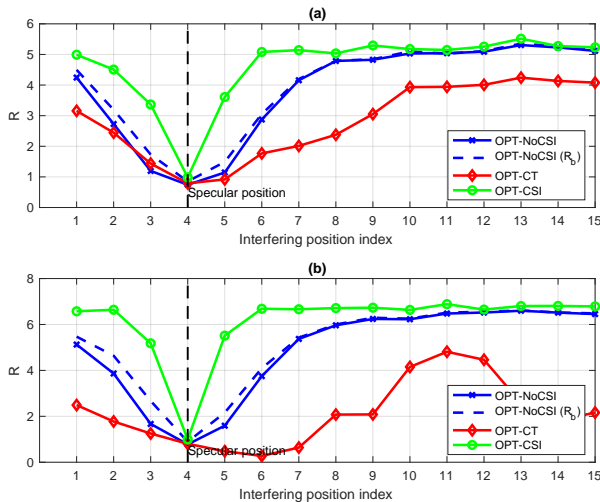 (a)
6
5
4
3
2
1
0
R
OPT-NoCSI
OPT-NoCSI (R_b)
OPT-CT
OPT-CSI
Specular position
1 2 3 4 5 6 7 8 9 10 11 12 13 14 15
Interfering position index
(b)
8
6
4
2
0
R
OPT-NoCSI
OPT-NoCSI (R_b)
OPT-CT
OPT-CSI
Specular position
1 2 3 4 5 6 7 8 9 10 11 12 13 14 15
Interfering position index